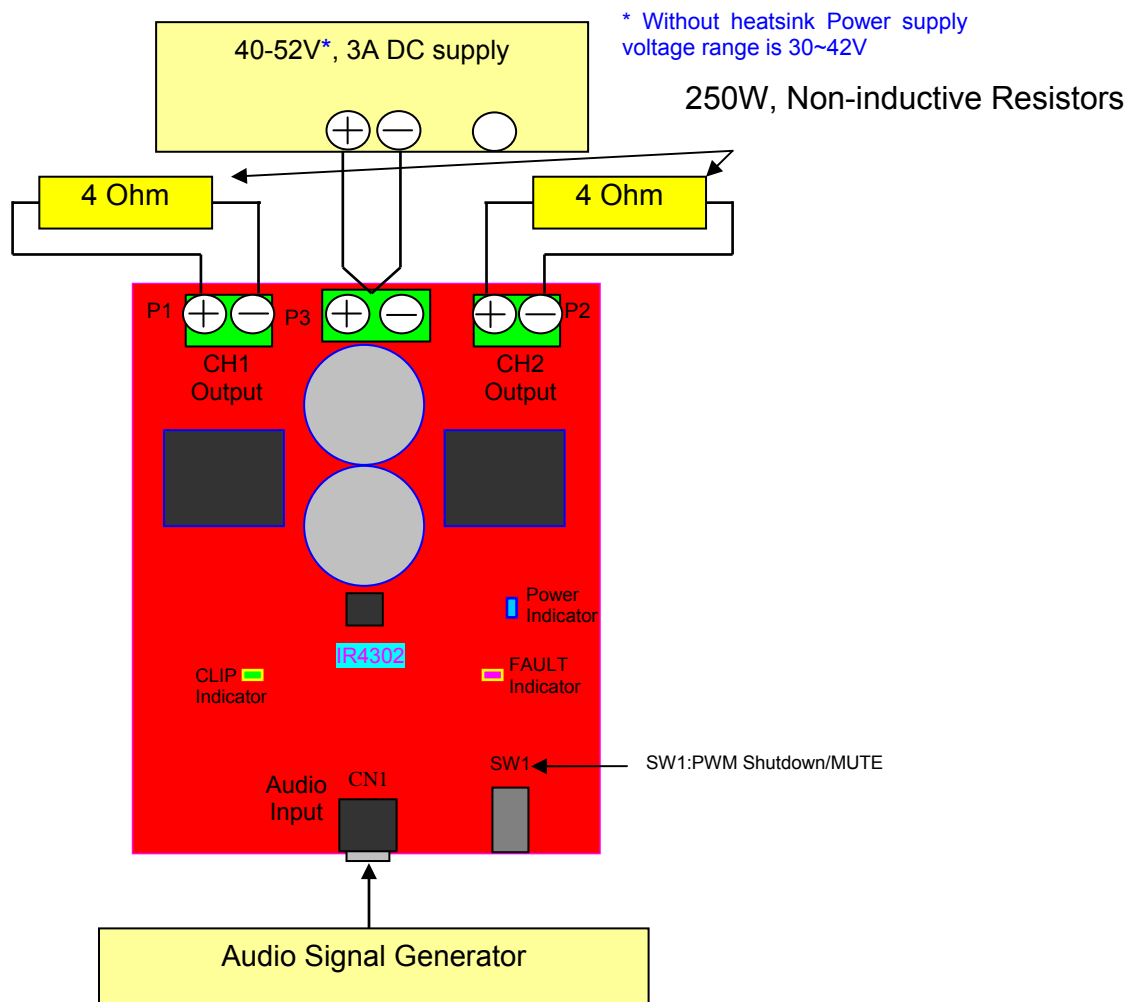 40-52V*, 3A DC supply
* Without heatsink Power supply
voltage range is 30~42V
250W, Non-inductive Resistors
4 Ohm
4 Ohm
P1
P3
P2
CH1
Output
CH2
Output
Power
Indicator
IR4302
CLIP
Indicator
FAULT
Indicator
SW1
SW1:PWM Shutdown/MUTE
Audio
Input
CN1
Audio Signal Generator